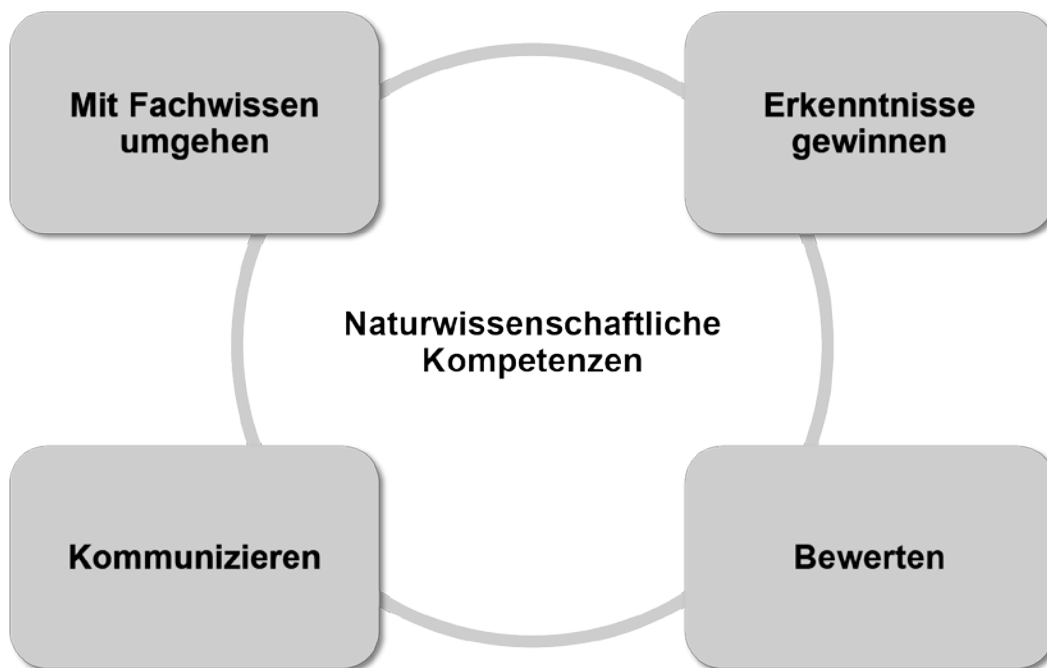 Mit Fachwissen
umgehen
Erkenntnisse
gewinnen
Naturwissenschaftliche
Kompetenzen
Kommunizieren
Bewerten